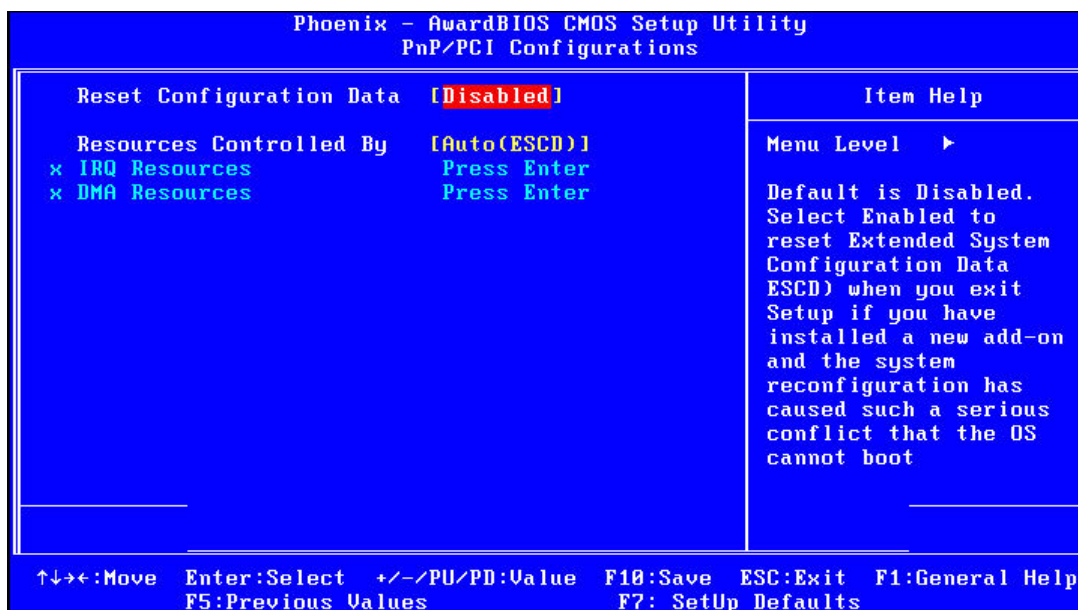 Phoenix - AwardBIOS CMOS Setup Utility
PnP/PCI Configurations
Reset Configuration Data [Disabled]
Resources Controlled By [Auto(ESCD)]
x IRQ Resources Press Enter
x DMA Resources Press Enter
Item Help
Menu Level ►
Default is Disabled.
Select Enabled to
reset Extended System
Configuration Data
ESCD) when you exit
Setup if you have
installed a new add-on
and the system
reconfiguration has
caused such a serious
conflict that the OS
cannot boot
↑↓→←:Move Enter:Select +/-/PU/PD:Value F10:Save ESC:Exit F1:General Help
F5:Previous Values F7: SetUp Defaults